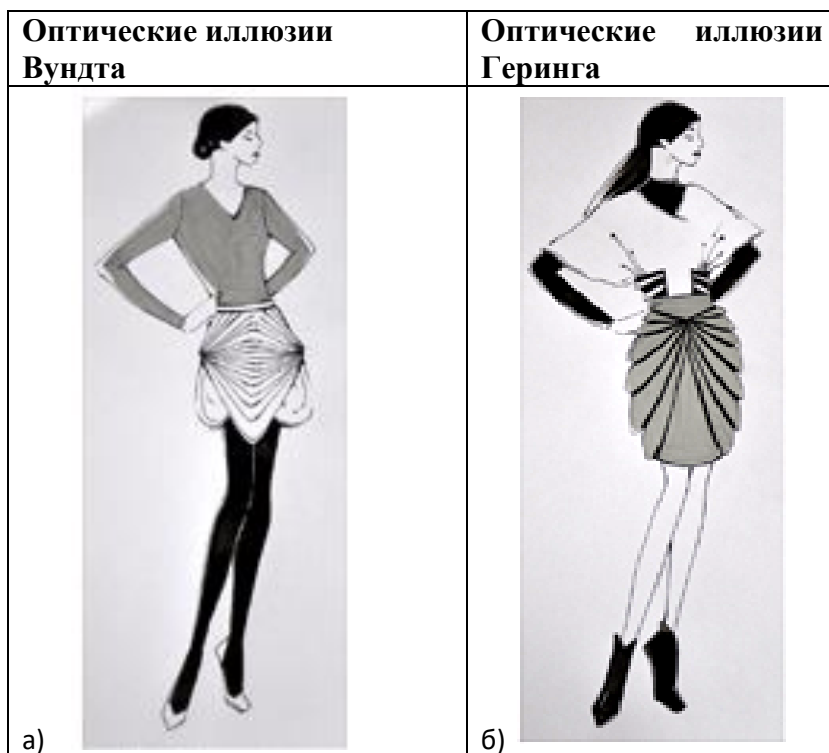 Оптические иллюзии
Вундта
Оптические иллюзии
Геринга
а)
б)